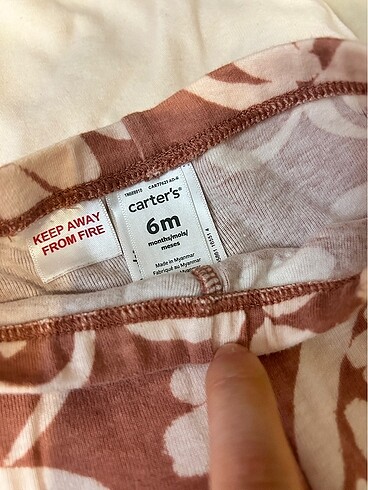 KEEP AWAY
FROM FIRE
carter's®
6m
months/mois/
meses
Made in Myanmar
Fabriqué au Myanmar